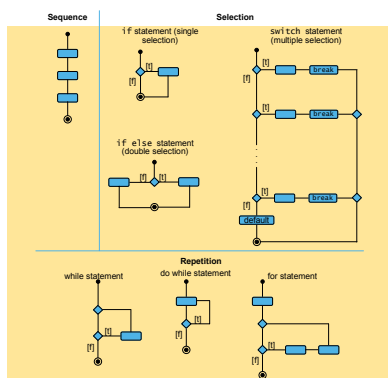 Sequence
Selection
if statement (single
selection)
[t]
[f]
switch statement
(multiple selection)
[t]
break
[f]
[t]
break
[f]
if else statement
(double selection)
[f]
[t]
[t]
break
[f]
default
Repetition
while statement
do while statement
for statement
[t]
[f]
[t]
[f]
[t]
[f]